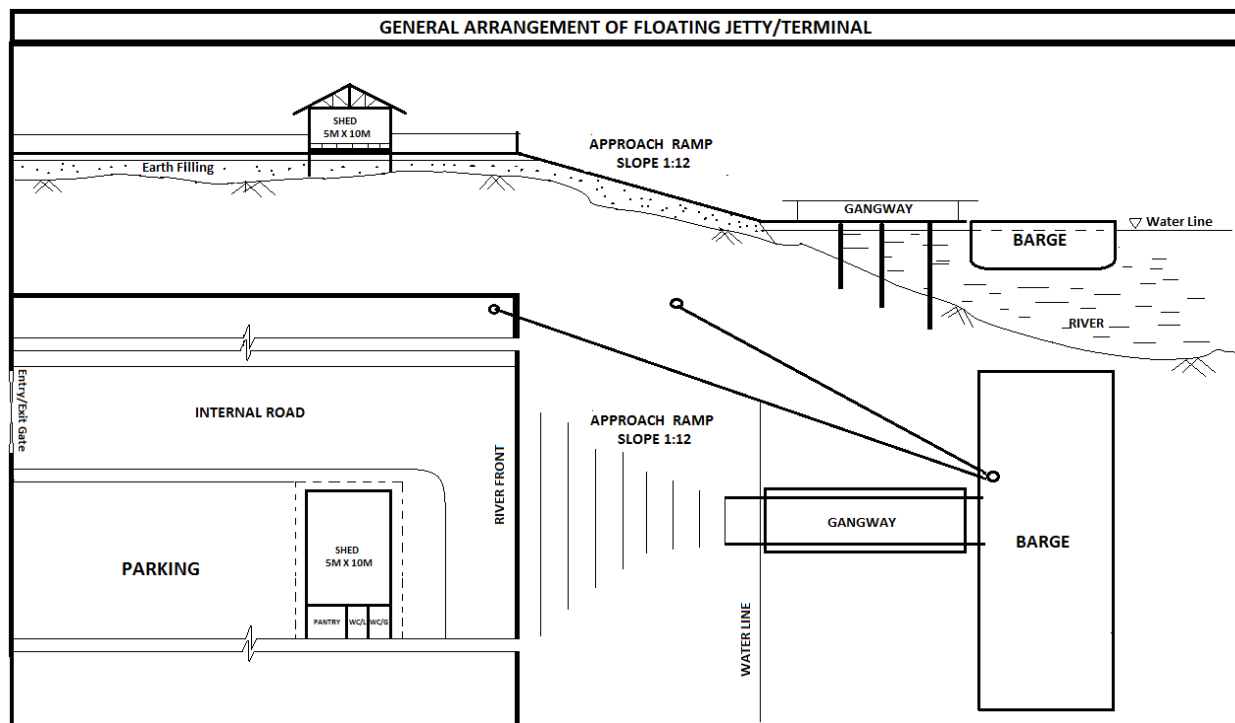 GENERAL ARRANGEMENT OF FLOATING JETTY/TERMINAL
SHED
5M X 10M
APPROACH RAMP
SLOPE 1:12
Earth Filling
GANGWAY
BARGE
Water Line
RIVER
Entry/Exit Gate
INTERNAL ROAD
RIVER FRONT
APPROACH RAMP
SLOPE 1:12
GANGWAY
BARGE
SHED
5M X 10M
PARKING
PANTRY
WC/L
WC/G
WATER LINE